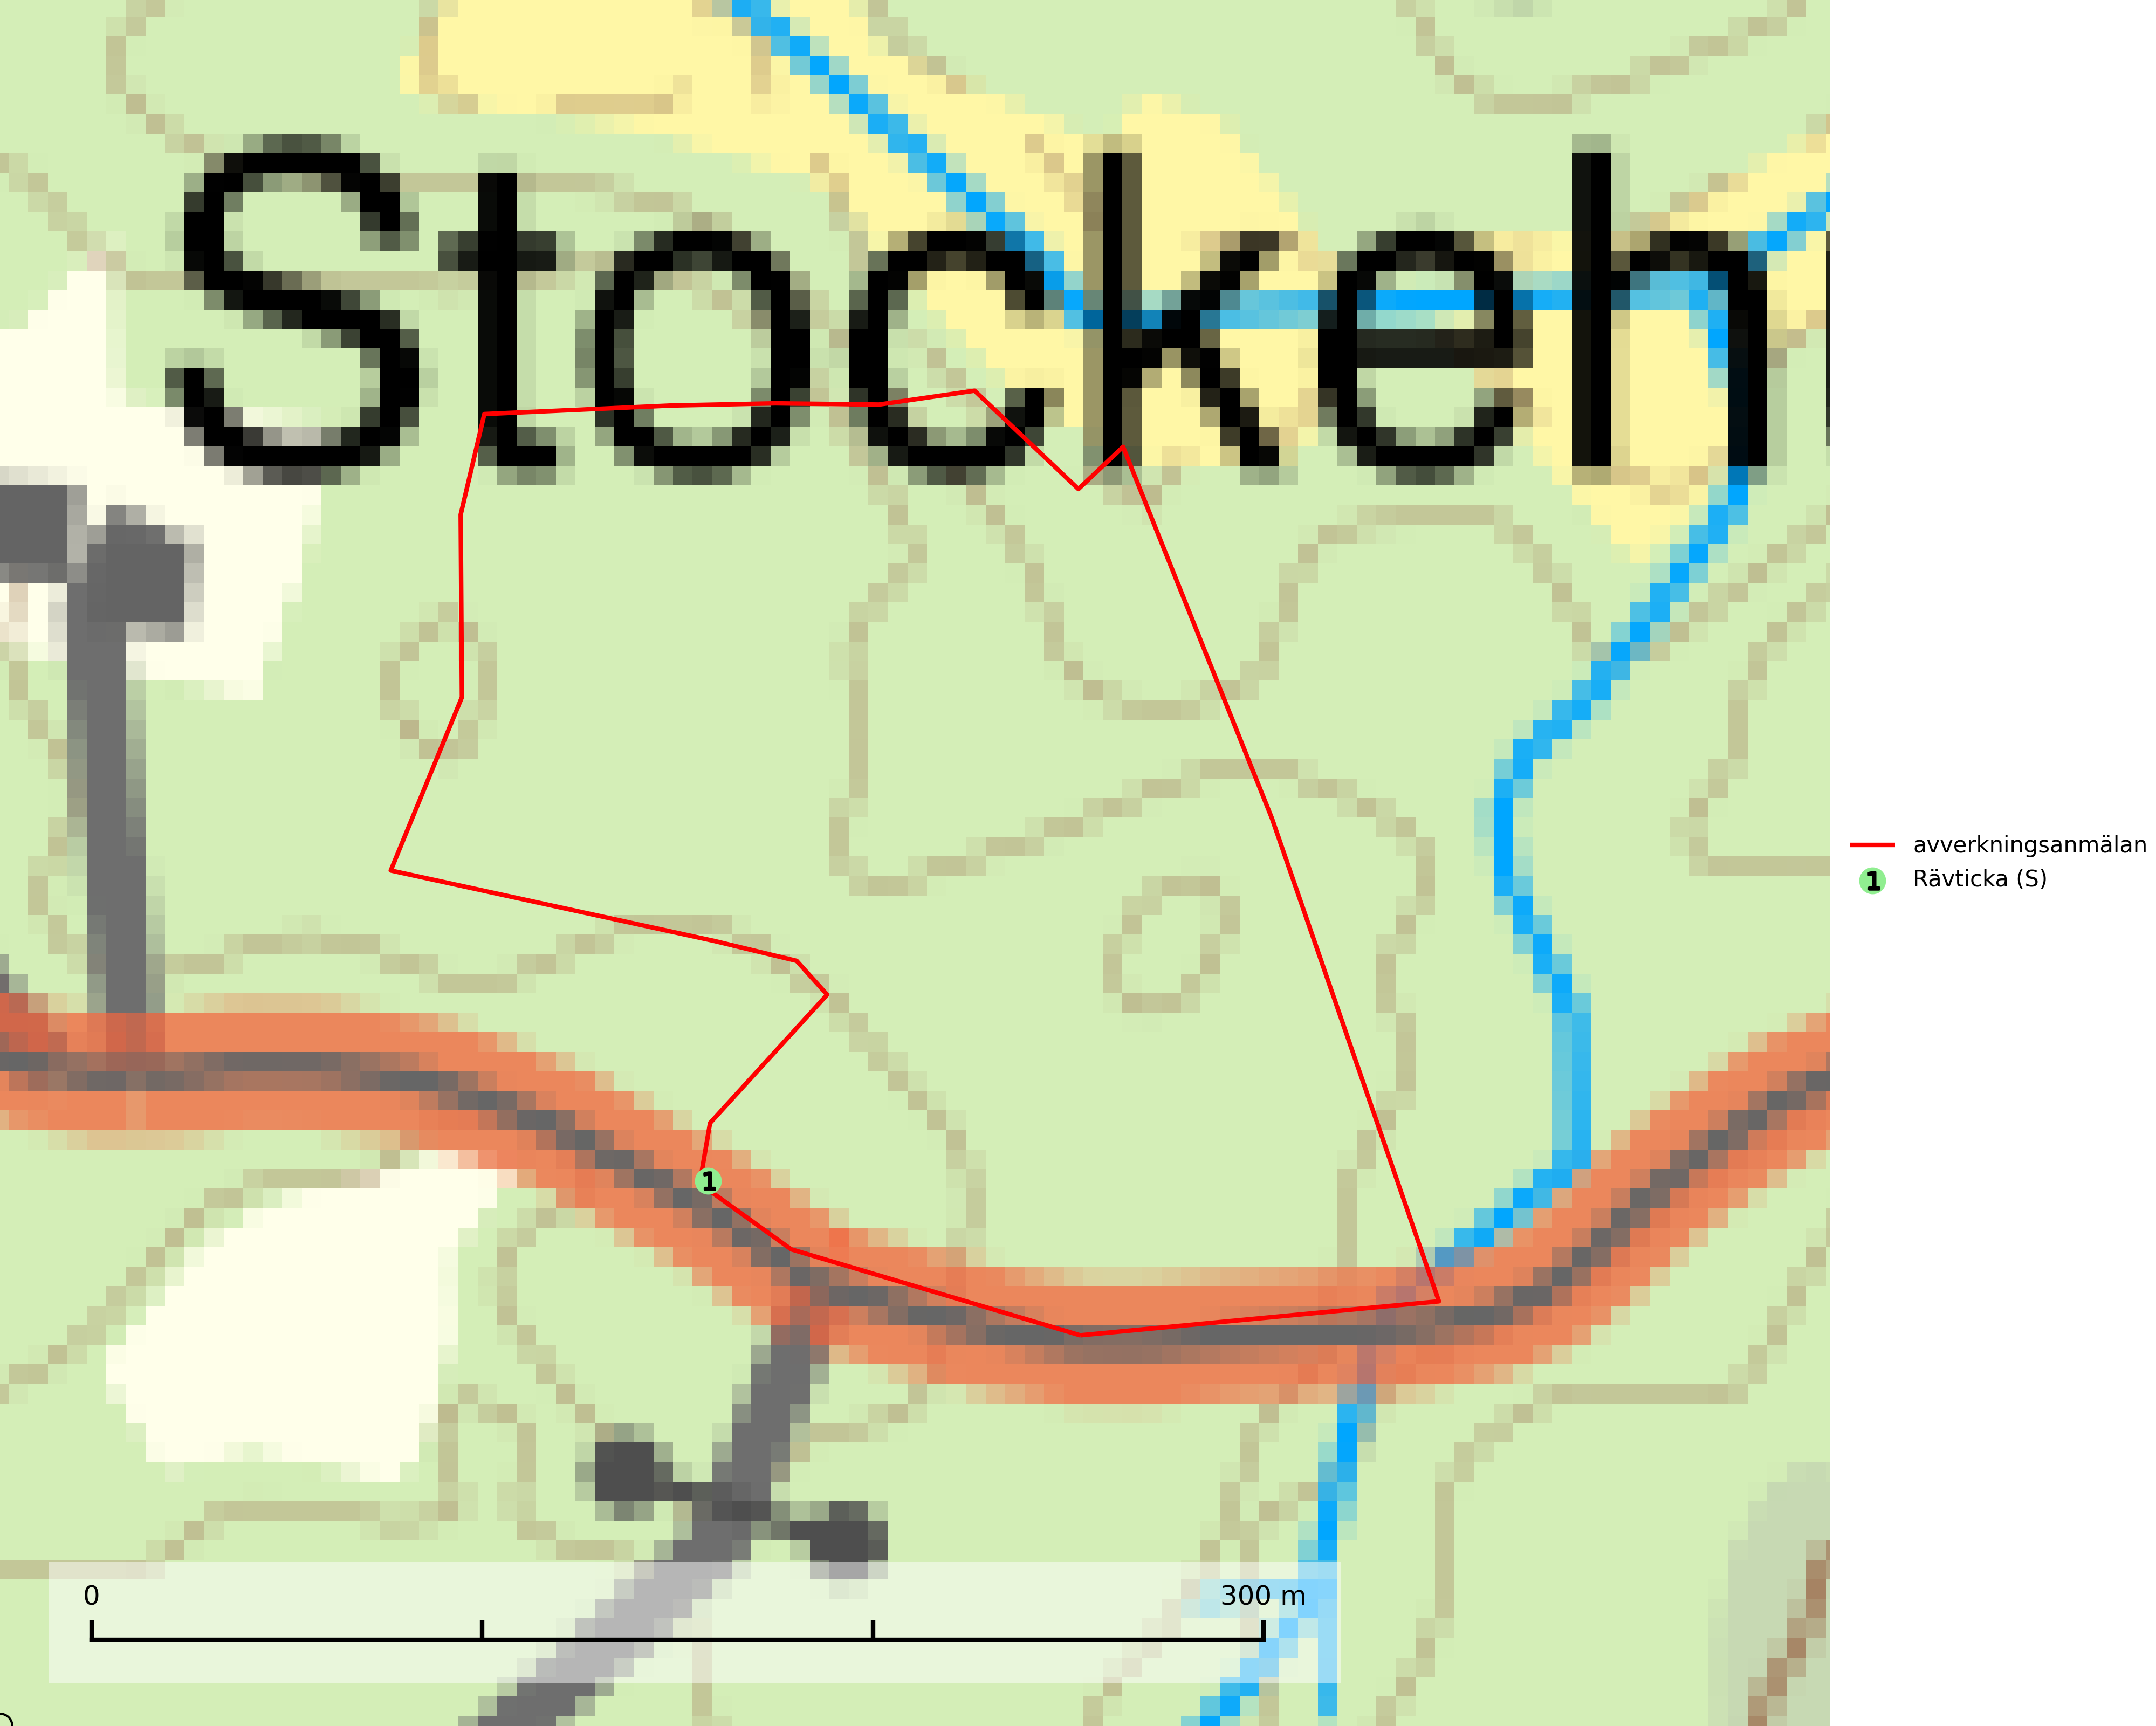 Stockeh
1
avverkningsanmälan
1 Rävticka (S)
0 300 m